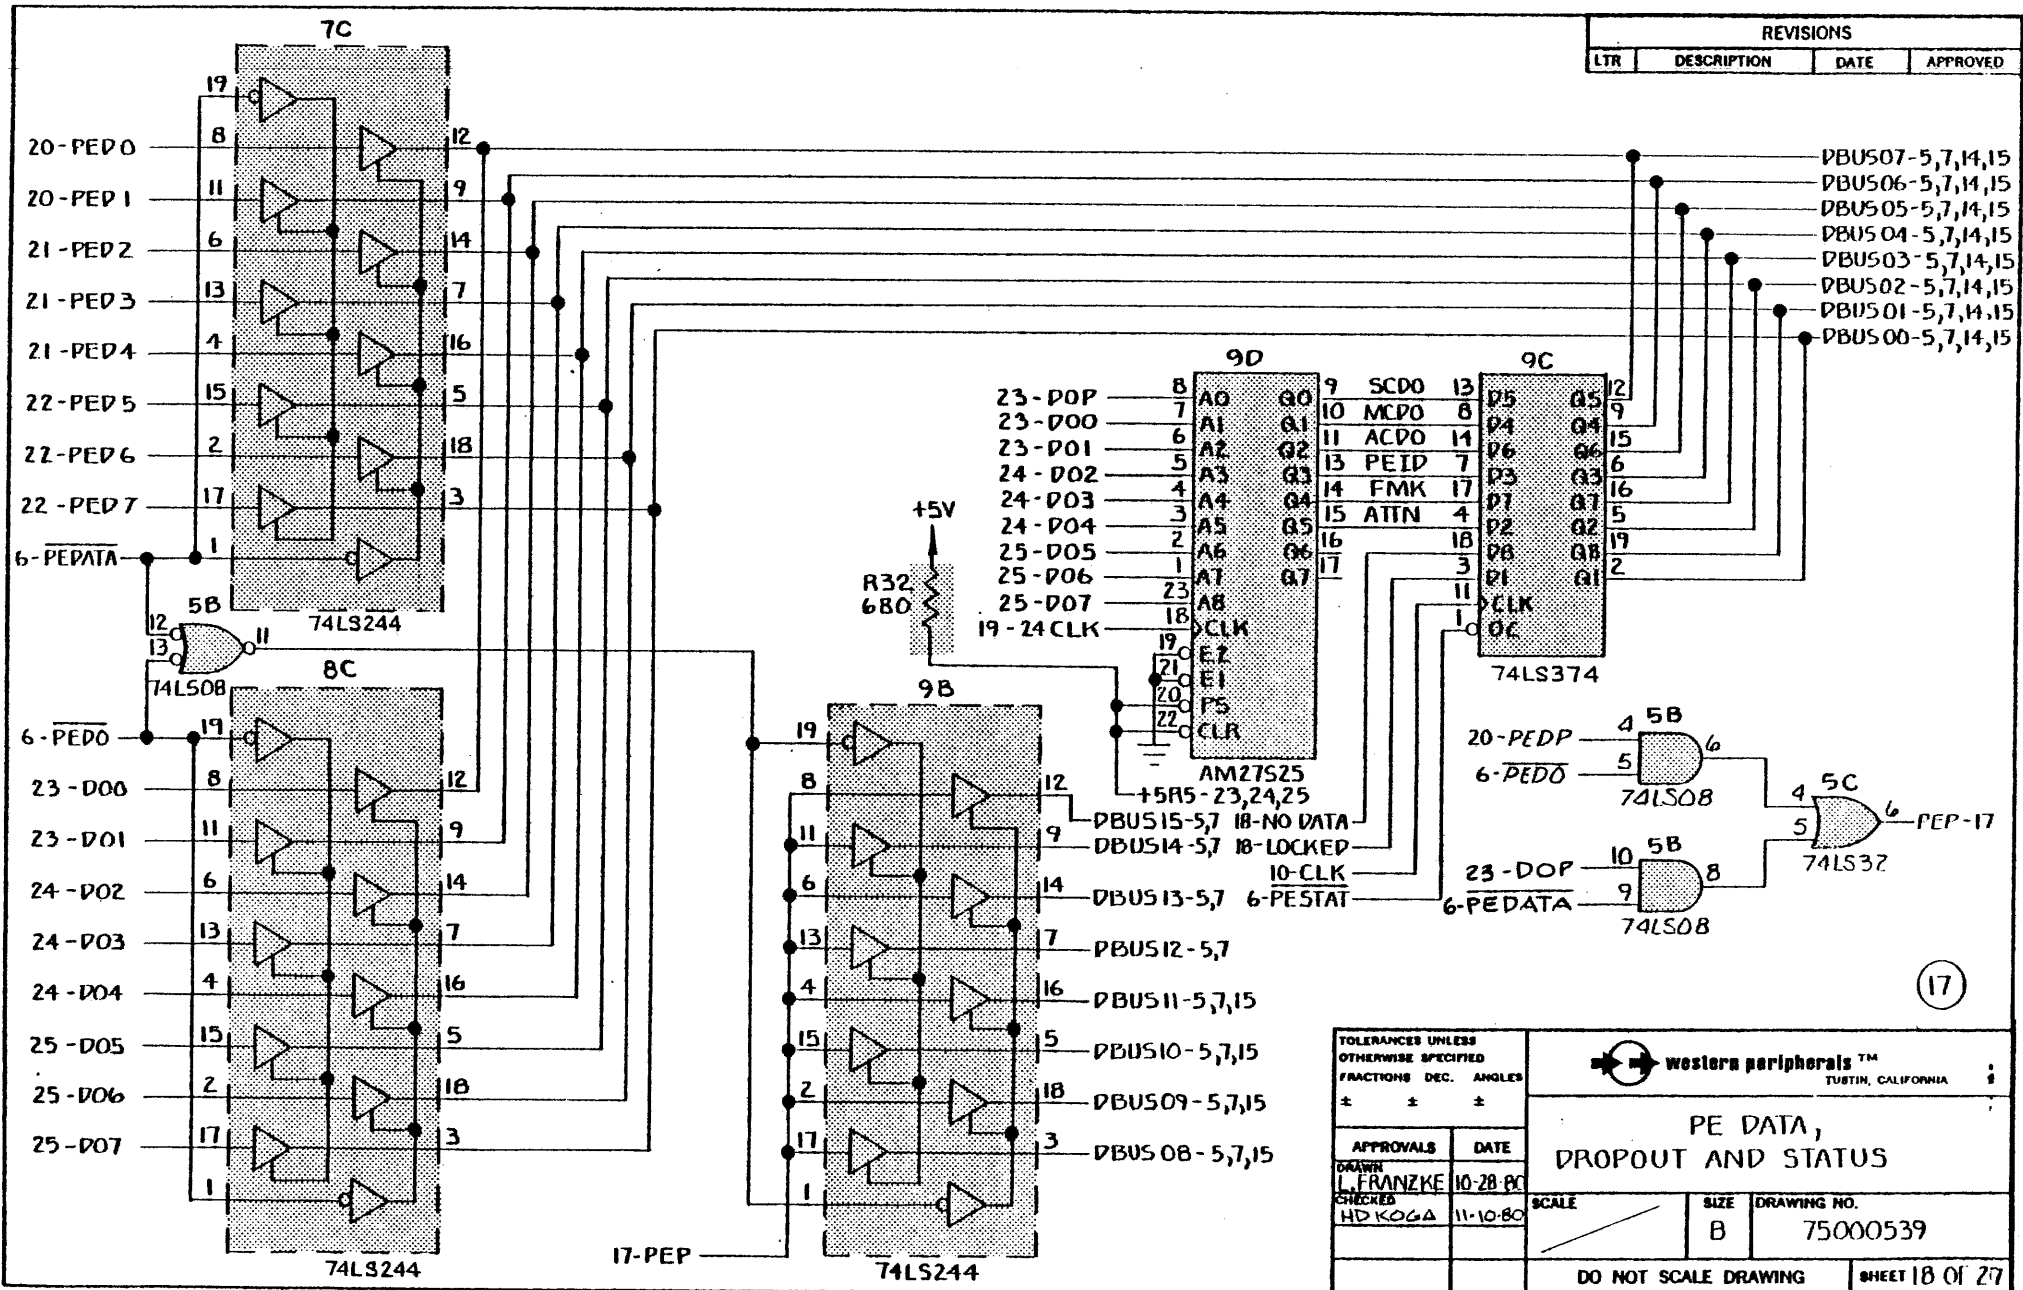 REVISIONS
LTR DESCRIPTION DATE APPROVED
7C
19
20-PED0 8 12
20-PED1 11 9
21-PED2 6 14
21-PED3 13 7
21-PED4 4 16
22-PED5 15 5
22-PED6 2 18
22-PED7 17 3
6-PEDATA 1
74LS244
DBUS07-5,7,14,15
DBUS06-5,7,14,15
DBUS05-5,7,14,15
DBUS04-5,7,14,15
DBUS03-5,7,14,15
DBUS02-5,7,14,15
DBUS01-5,7,14,15
DBUS00-5,7,14,15
5B
12 11
13
74LS08
8C
6-PEDO 19
23-DO0 8 12
23-DO1 11 9
24-DO2 6 14
24-DO3 13 7
24-DO4 4 16
25-DO5 15 5
25-DO6 2 18
25-DO7 17 3
1
74LS244
+5V
R32
680
9D
23-DOP 8 A0 Q0 9 SCDO
23-DO0 7 A1 Q1 10 MCDO
23-DO1 6 A2 Q2 11 ACDO
24-DO2 5 A3 Q3 13 PEID
24-DO3 4 A4 Q4 14 FMK
24-DO4 3 A5 Q5 15 ATTN
25-DO5 2 A6 Q6 16
25-DO6 1 A7 Q7 17
25-DO7 23 A8
19-24CLK 18 CLK
19 E2
21 E1
20 PS
22 CLR
AM27S25
+5R5-23,24,25
9C
13 D5 Q5 12
8 D4 Q4 9
14 D6 Q6 15
7 D3 Q3 6
17 D7 Q7 16
4 D2 Q2 5
18 D8 Q8 19
3 D1 Q1 2
11 CLK
1 OC
74LS374
18-NO DATA
18-LOCKED
10-CLK
6-PESTAT
9B
19
8 12 DBUS15-5,7
11 9 DBUS14-5,7
6 14 DBUS13-5,7
13 7 DBUS12-5,7
4 16 DBUS11-5,7,15
15 5 DBUS10-5,7,15
2 18 DBUS09-5,7,15
17 3 DBUS08-5,7,15
1
17-PEP
74LS244
5B
20-PEDP 4 6
6-PEDO 5
74LS08
5C
4 6 PEP-17
5
74LS32
5B
23-DOP 10 8
6-PEDATA 9
74LS08
17
TOLERANCES UNLESS
OTHERWISE SPECIFIED
FRACTIONS DEC. ANGLES
± ± ±
western peripherals ™
TUSTIN, CALIFORNIA
PE DATA,
DROPOUT AND STATUS
APPROVALS DATE
DRAWN
L. FRANZKE 10-28-80
CHECKED
HD KOGA 11-10-80
SCALE
SIZE
B
DRAWING NO.
75000539
DO NOT SCALE DRAWING
SHEET 18 OF 27